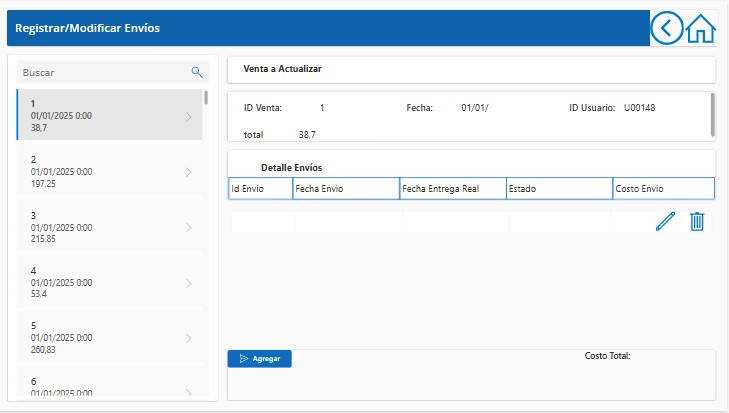 Registrar/Modificar Envíos
Buscar
1
01/01/2025 0:00
38,7
2
01/01/2025 0:00
197,25
3
01/01/2025 0:00
215,85
4
01/01/2025 0:00
53,4
5
01/01/2025 0:00
260,83
6
01/01/2025 0:00
Venta a Actualizar
ID Venta: 1 Fecha: 01/01/ ID Usuario: U00148
total 38,7
Detalle Envíos
Id Envio Fecha Envio Fecha Entrega Real Estado Costo Envio
Agregar Costo Total: